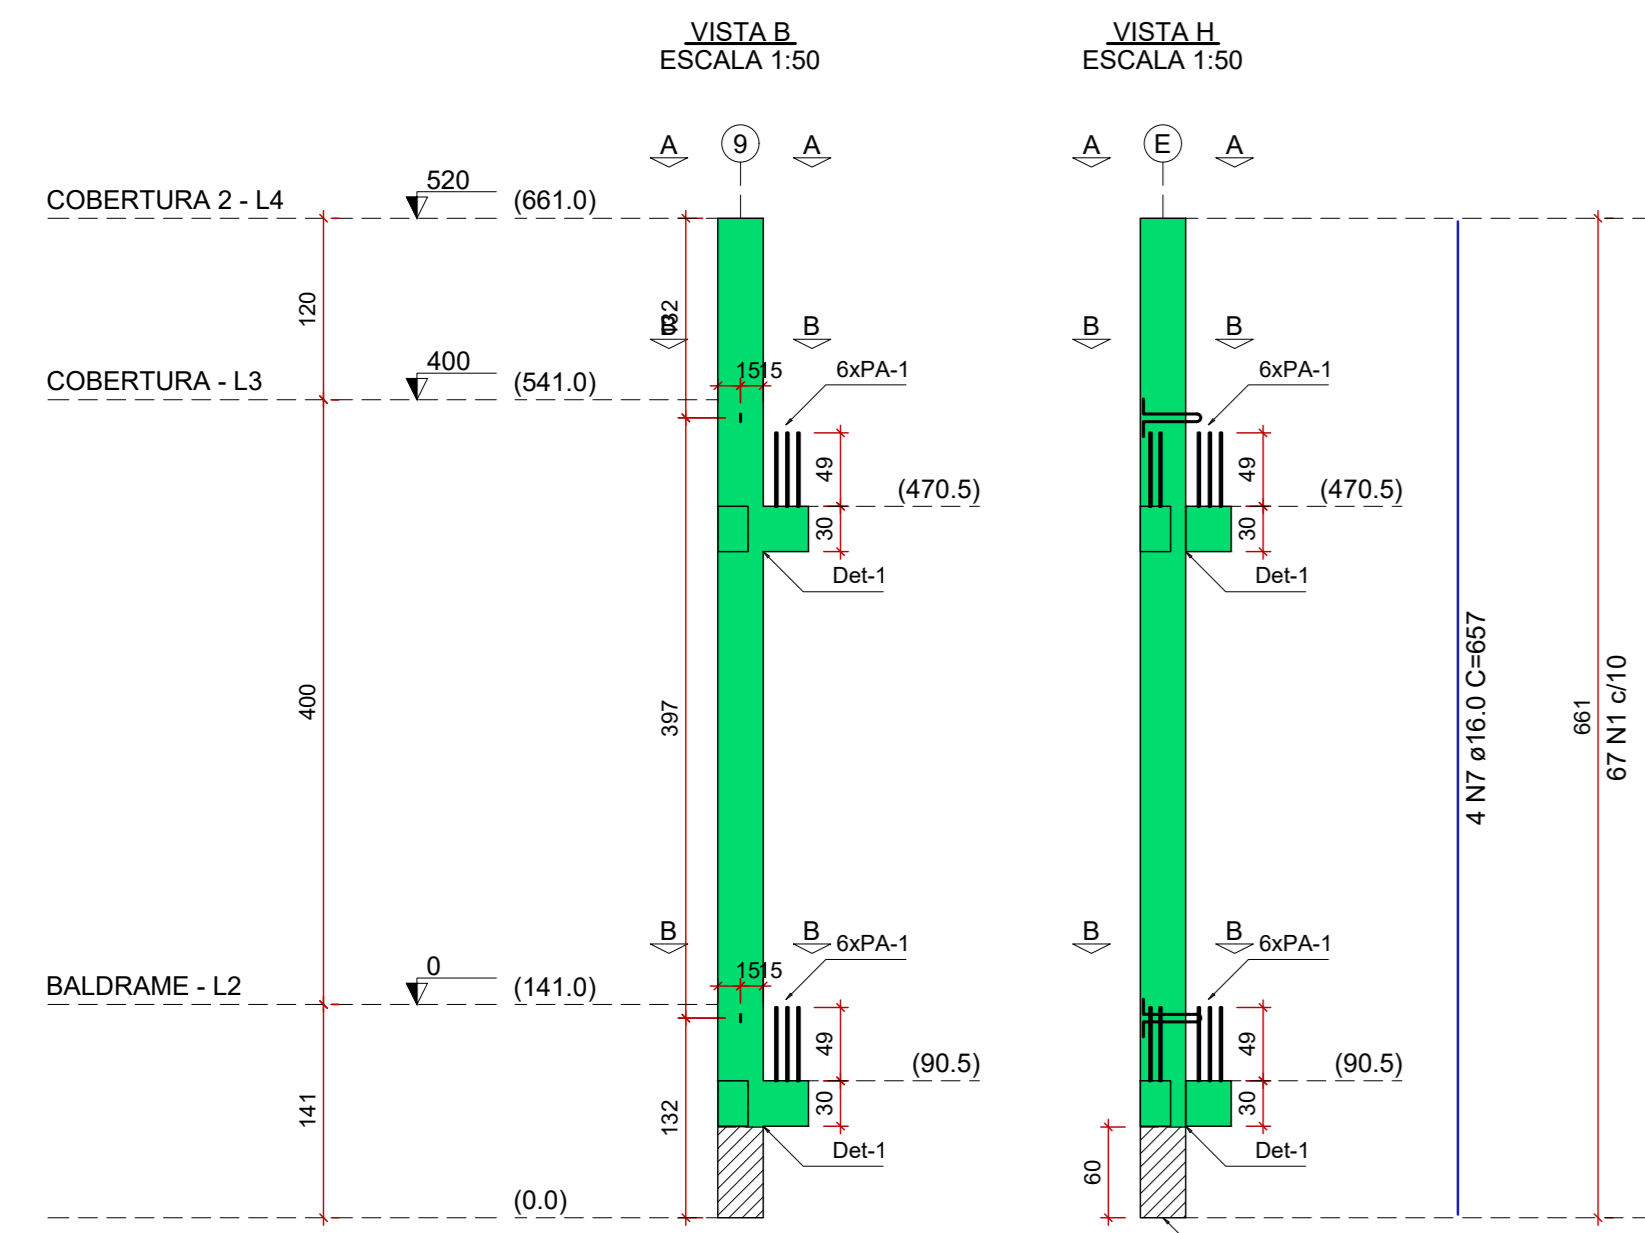 VISTA B
ESCALA 1:50
VISTA H
ESCALA 1:50
A 9 A
A E A
COBERTURA 2 - L4 520 (661.0)
120
132
B B
B B
COBERTURA - L3 400 (541.0)
1515
6xPA-1
6xPA-1
49
49
(470.5)
(470.5)
30
30
Det-1
Det-1
400
397
4 N7 ø16.0 C=657
661
67 N1 c/10
B B
B B
6xPA-1
6xPA-1
BALDRAME - L2 0 (141.0)
1515
49
49
(90.5)
(90.5)
30
30
141
132
Det-1
Det-1
60
(0.0)